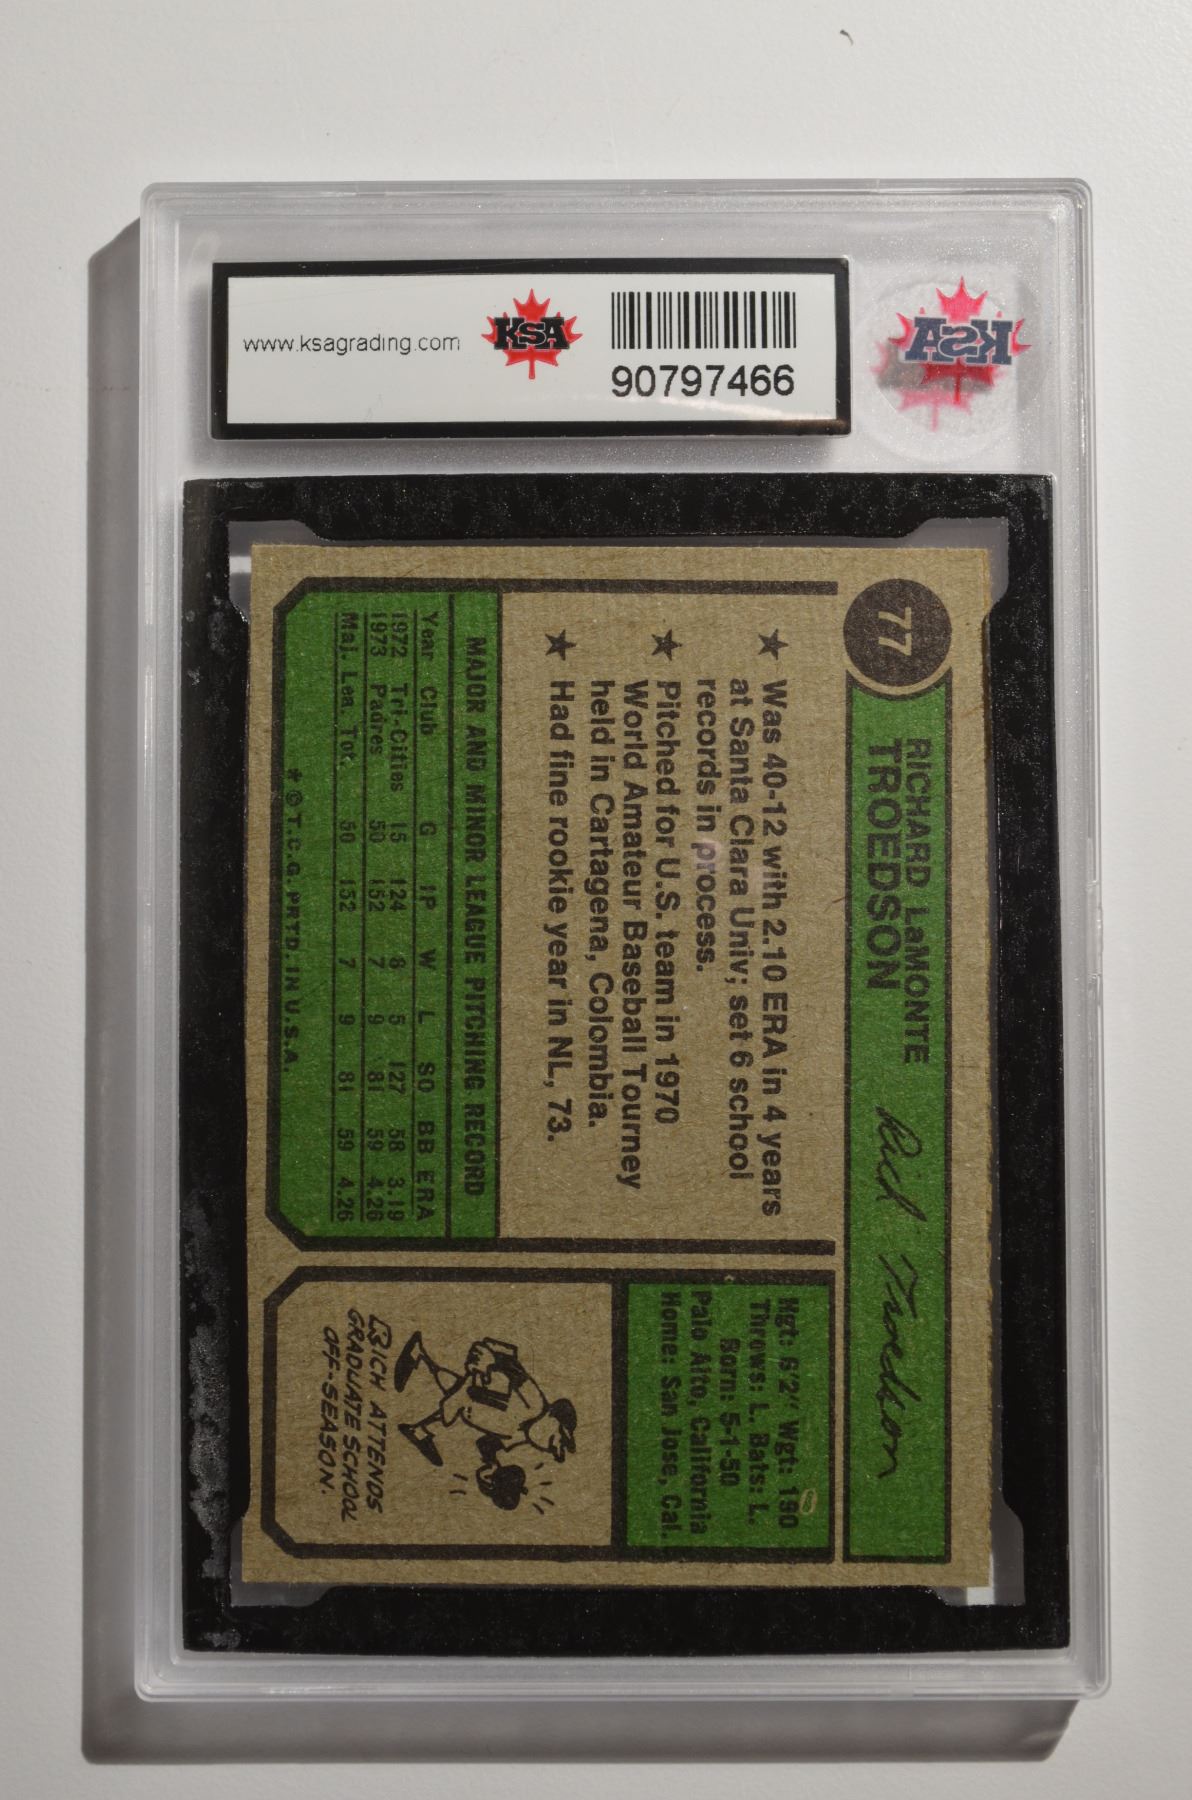 www.ksagrading.com
KSA
90797466
KSA
77
RICHARD LaMONTE
TROEDSON
Rich Troedson
★ Was 40-12 with 2.10 ERA in 4 years
at Santa Clara Univ; set 6 school
records in process.
★ Pitched for U.S. team in 1970
World Amateur Baseball Tourney
held in Cartagena, Colombia.
★ Had fine rookie year in NL, 73.
MAJOR AND MINOR LEAGUE PITCHING RECORD
Year Club G IP W L SO BB ERA
1972 Tri-Cities 15 124 8 5 127 58 3.19
1973 Padres 50 152 7 9 81 59 4.26
Maj. Lea. Tot. 50 152 7 9 81 59 4.26
* © T.C.G. PRTD. IN U.S.A.
Hgt: 6'2" Wgt: 190
Throws: L. Bats: L.
Born: 5-1-50
Palo Alto, California
Home: San Jose, Cal.
RICH ATTENDS
GRADUATE SCHOOL
OFF-SEASON.